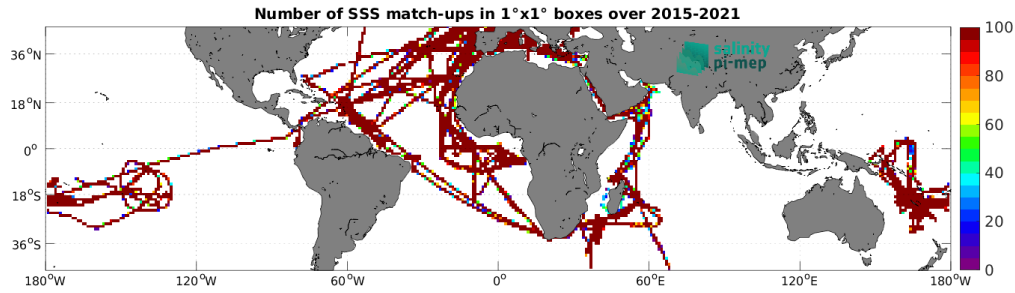 Number of SSS match-ups in 1°x1° boxes over 2015-2021
salinity
pi-mep
36°N
18°N
0°
18°S
36°S
180°W
120°W
60°W
0°
60°E
120°E
180°E
100
80
60
40
20
0